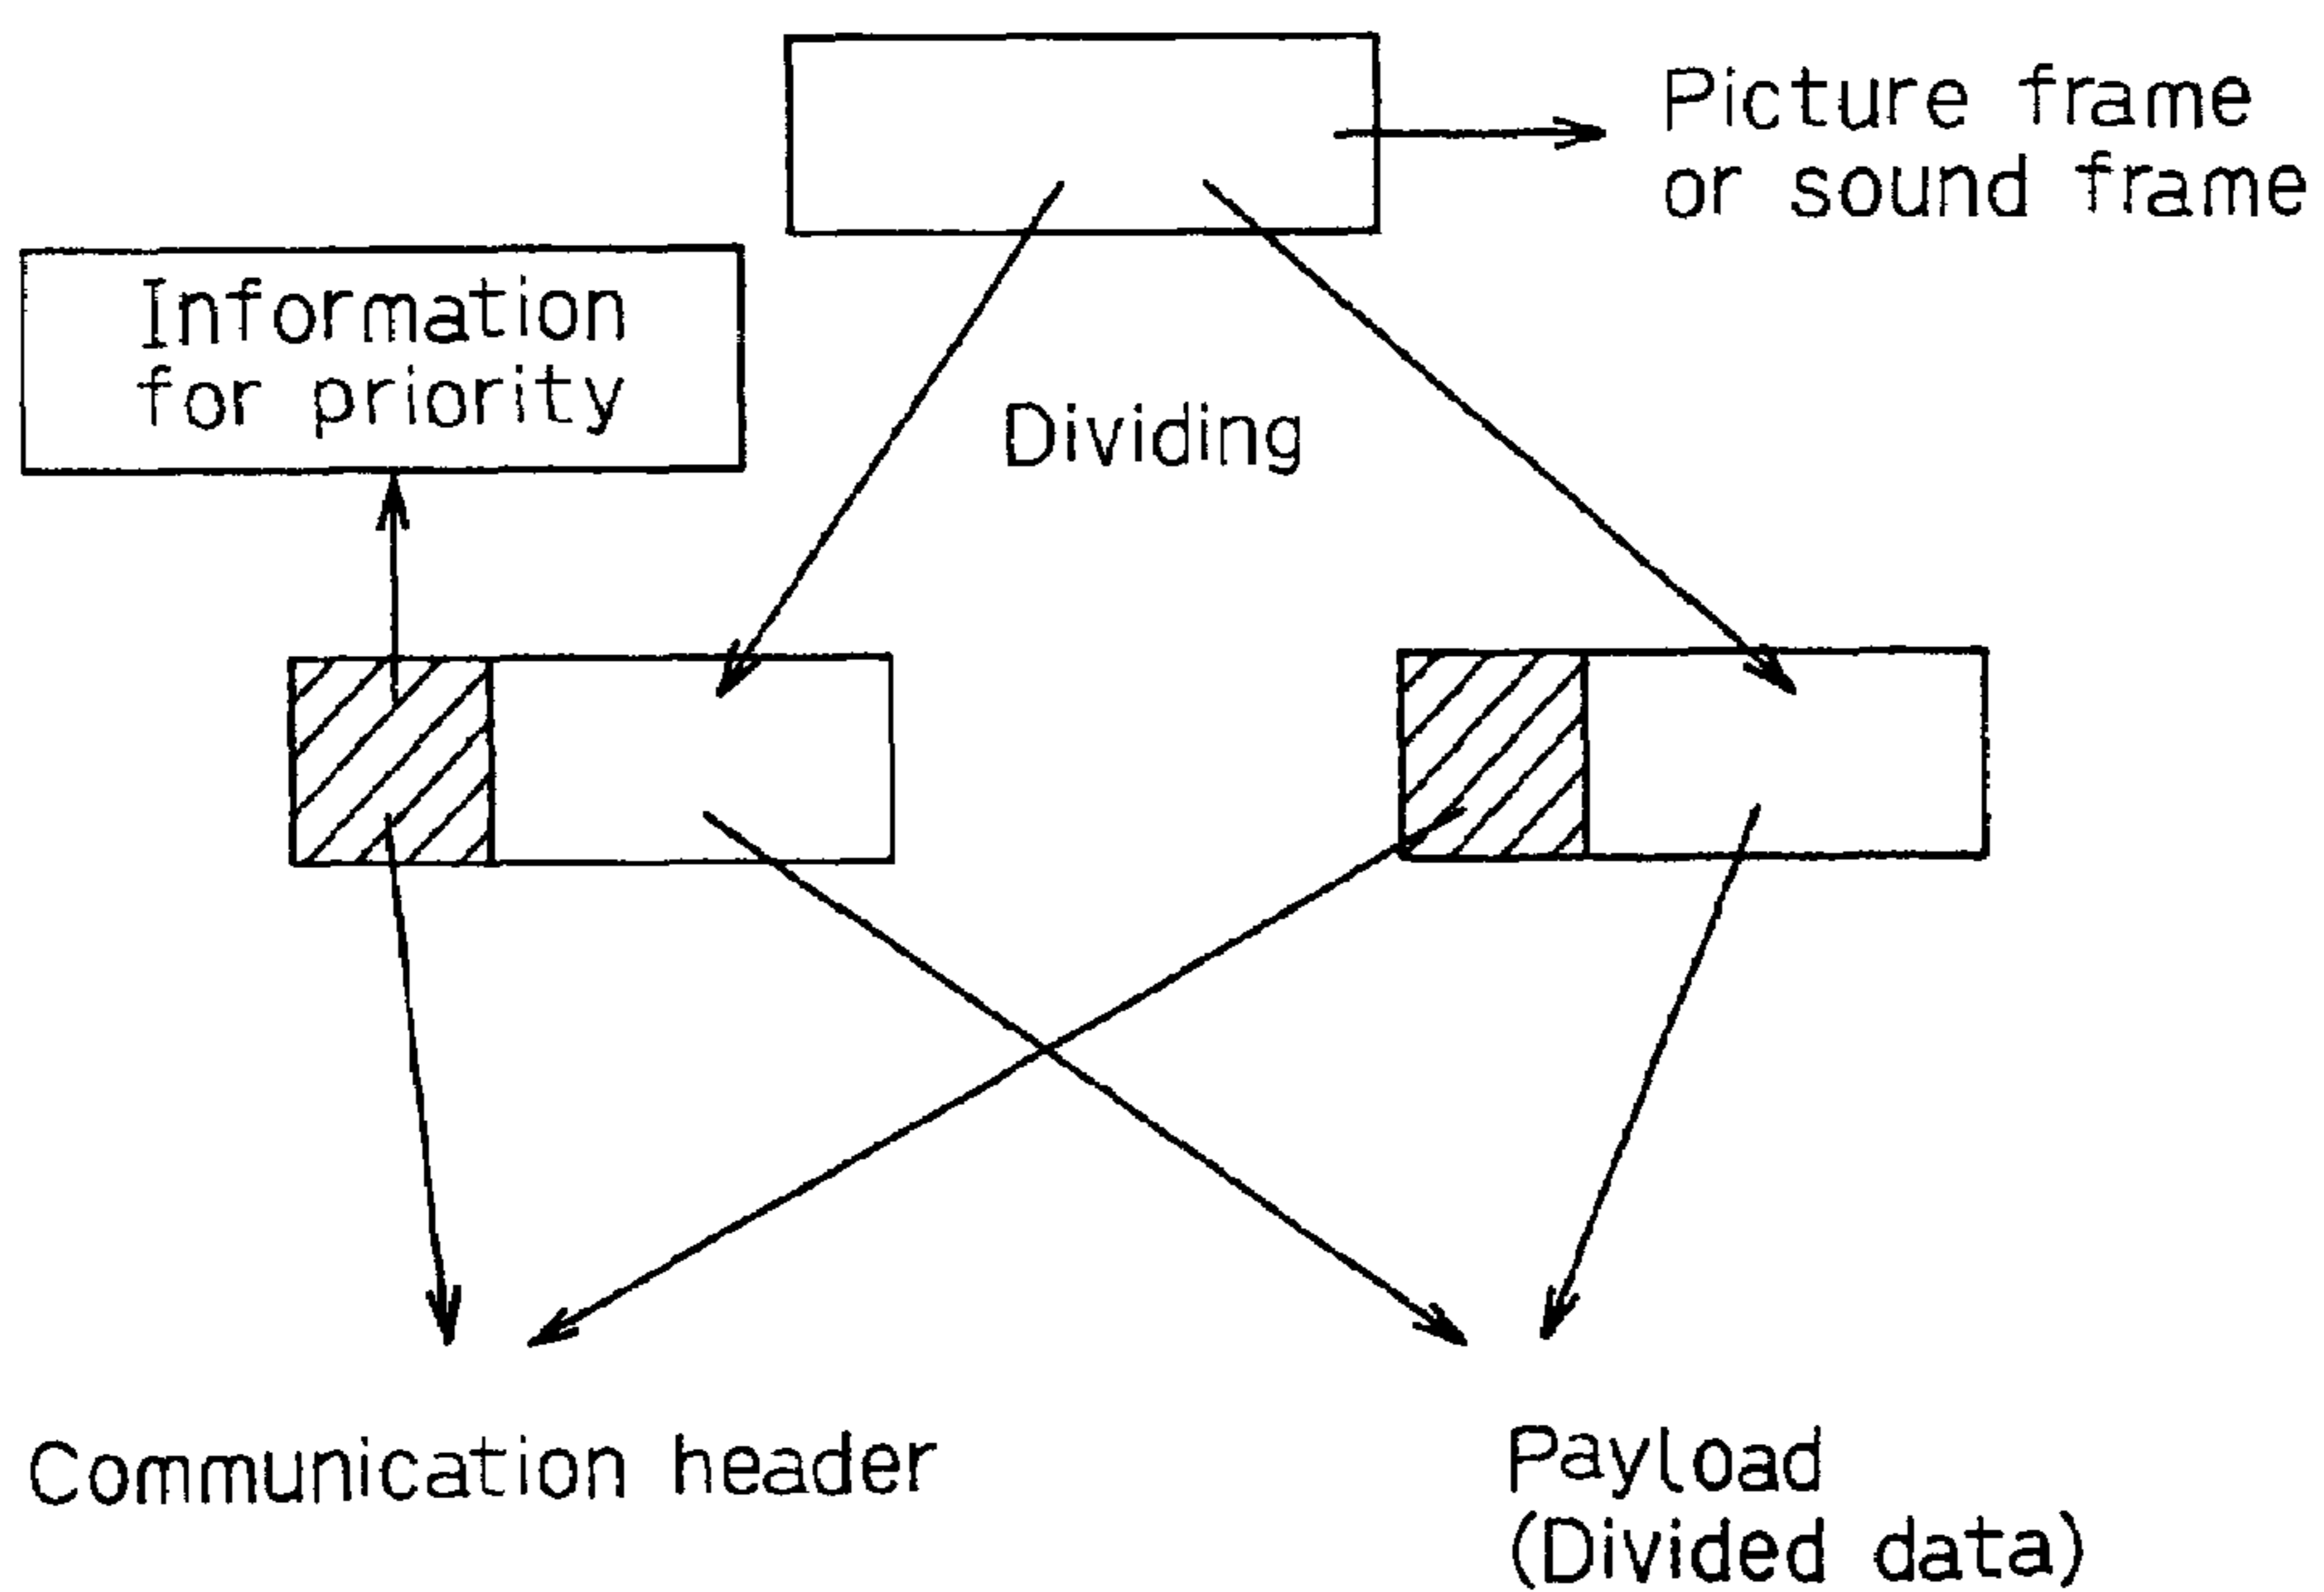 Picture frame
or sound frame
Information
for priority
Dividing
Communication header
Payload
(Divided data)